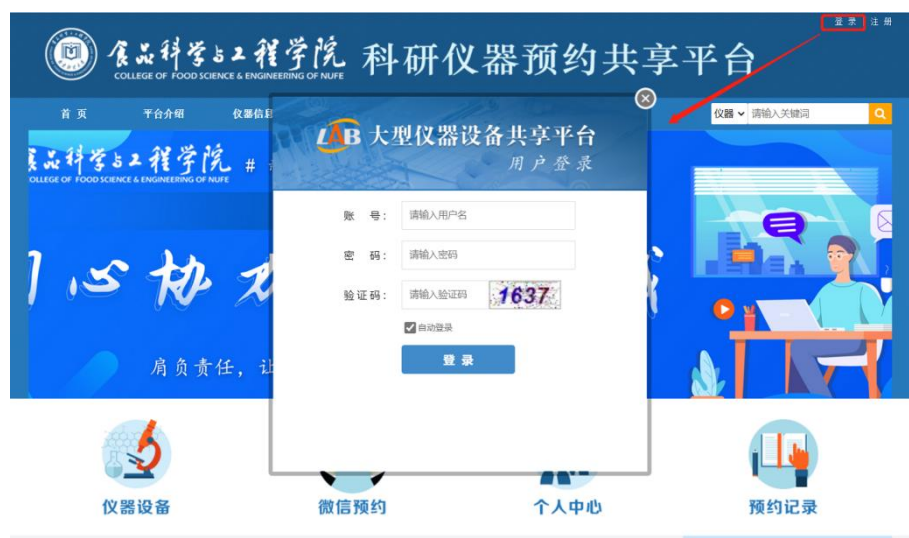 登 录 注 册
食品科学与工程学院 科研仪器预约共享平台
COLLEGE OF FOOD SCIENCE & ENGINEERING OF NUFE
首 页 平台介绍 仪器信息 仪器 请输入关键词
LAB 大型仪器设备共享平台
用户登录
食品科学与工程学院 #
COLLEGE OF FOOD SCIENCE & ENGINEERING OF NUFE
账 号: 请输入用户名
密 码: 请输入密码
心协
验证码: 请输入验证码 1637
自动登录
登 录
肩负责任, 让
仪器设备 微信预约 个人中心 预约记录